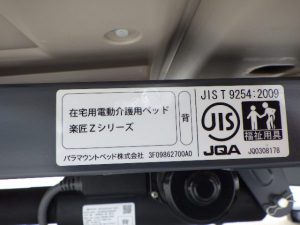 在宅用電動介護用ベッド
楽匠Zシリーズ
背
パラマウントベッド株式会社 3F09862700A0
JIS T 9254:2009
JIS
JQA
福祉用具
JQ0308178